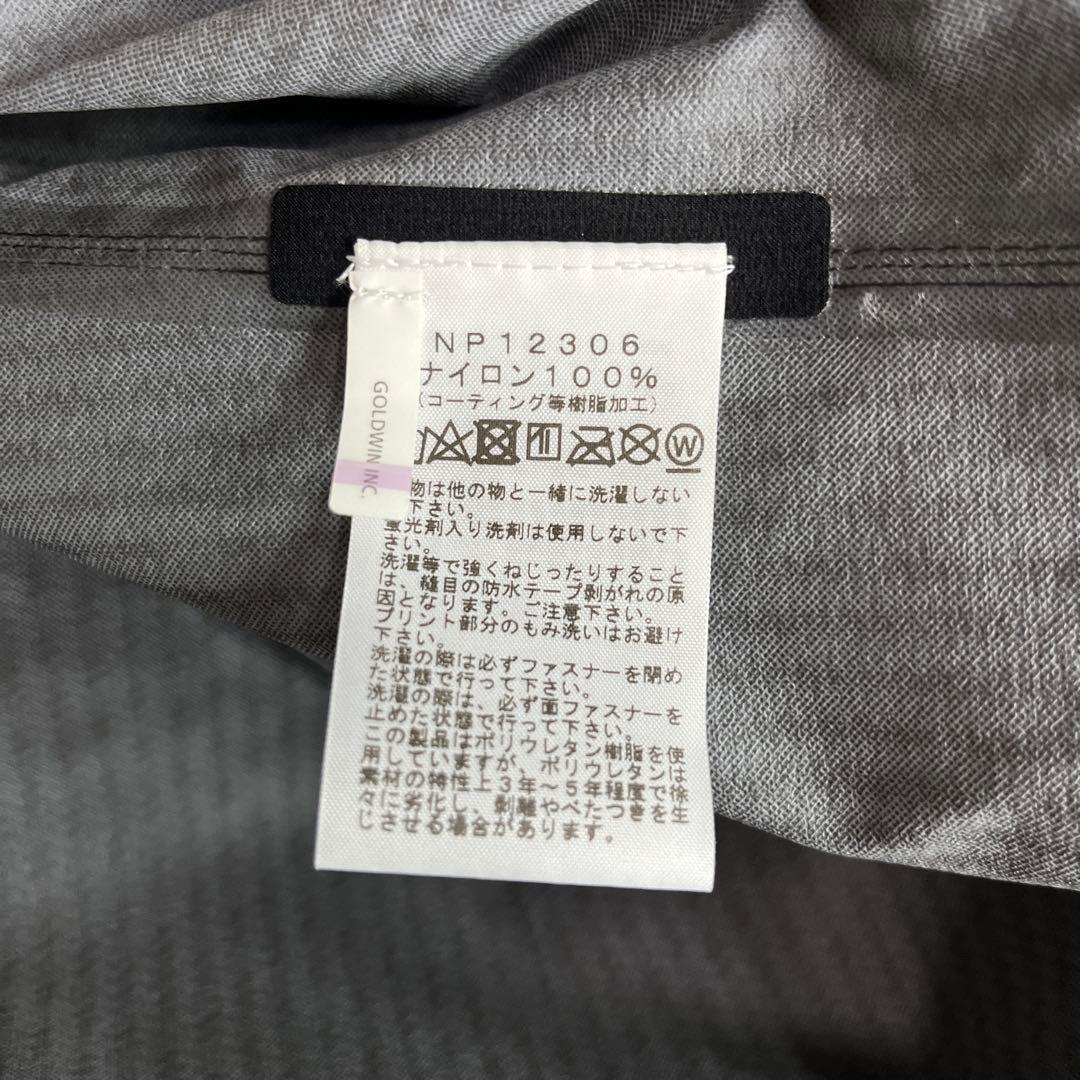 NP12306
ナイロン100%
(コーティング等樹脂加工)
W
GOLDWIN INC.
物は他の物と一緒に洗濯しない
下さい。
光剤入り洗剤は使用しないで下
さい。
洗濯等で強くねじったりすること
は、縫目の防水テープ剥がれの原
因となります。ご注意下さい。
プリント部分のもみ洗いはお避け
下さい。
洗濯の際は必ずファスナーを閉め
た状態で行って下さい。
洗濯の際は、必ず面ファスナーを
止めた状態で行って下さい。
この製品はポリウレタン樹脂を使
用していますが、ポリウレタンは
素材の特性上3年～5年程度で徐
々に劣化し、剥離やべたつきを生
じさせる場合があります。